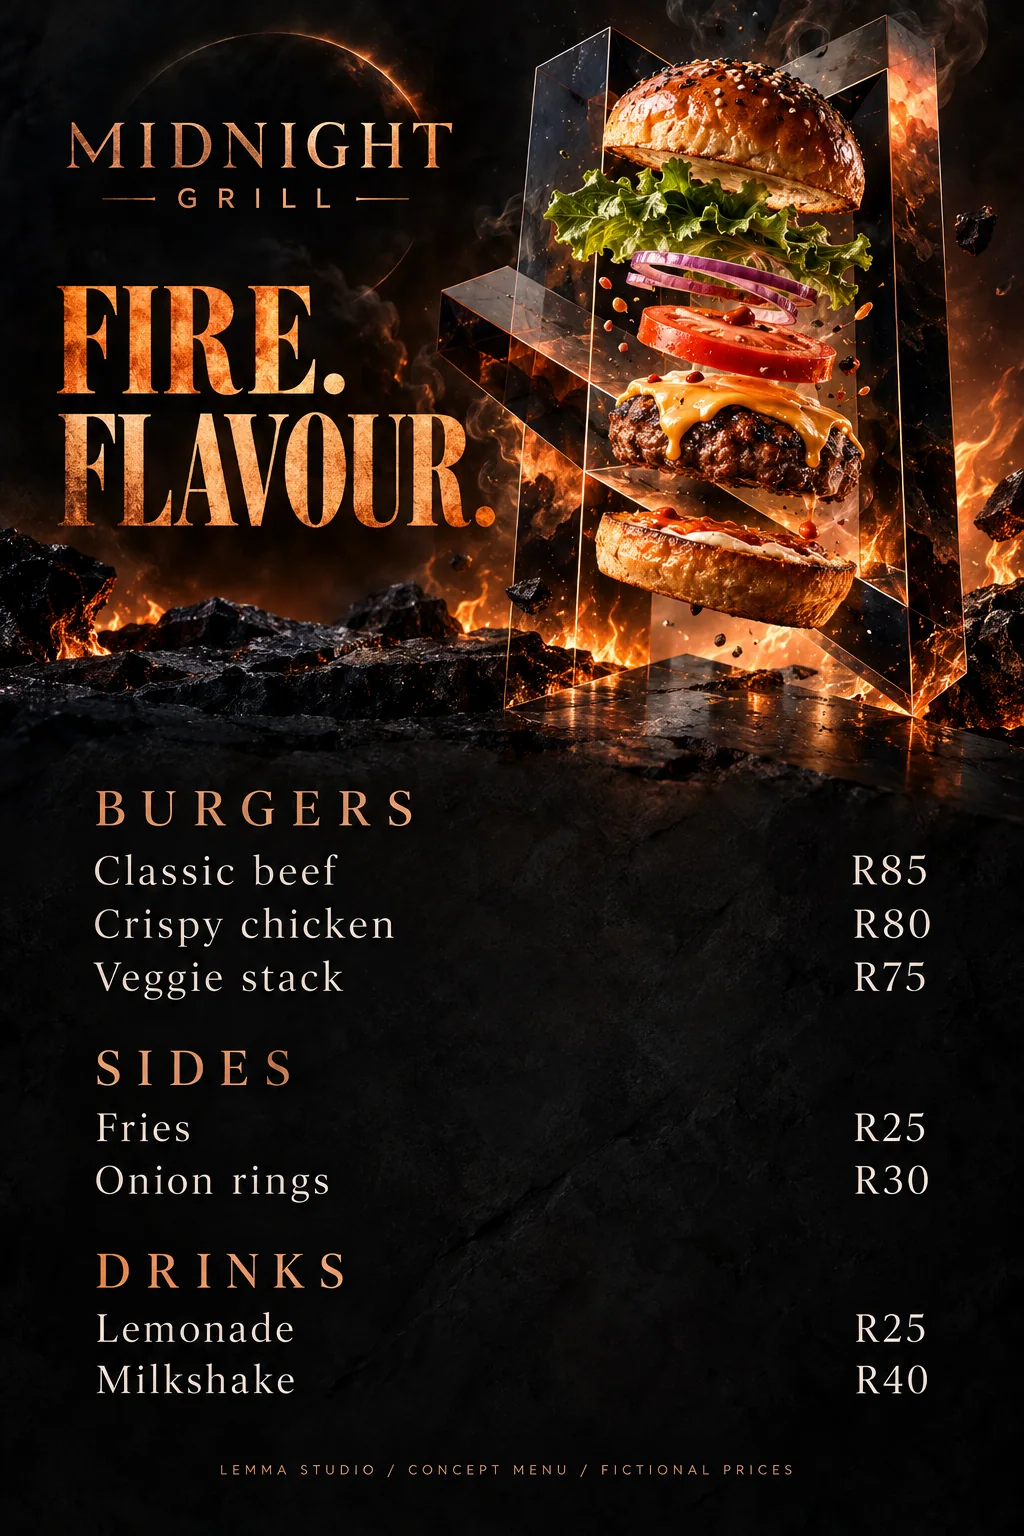 MIDNIGHT
GRILL
FIRE.
FLAVOUR.
BURGERS
Classic beef R85
Crispy chicken R80
Veggie stack R75
SIDES
Fries R25
Onion rings R30
DRINKS
Lemonade R25
Milkshake R40
LEMMA STUDIO / CONCEPT MENU / FICTIONAL PRICES